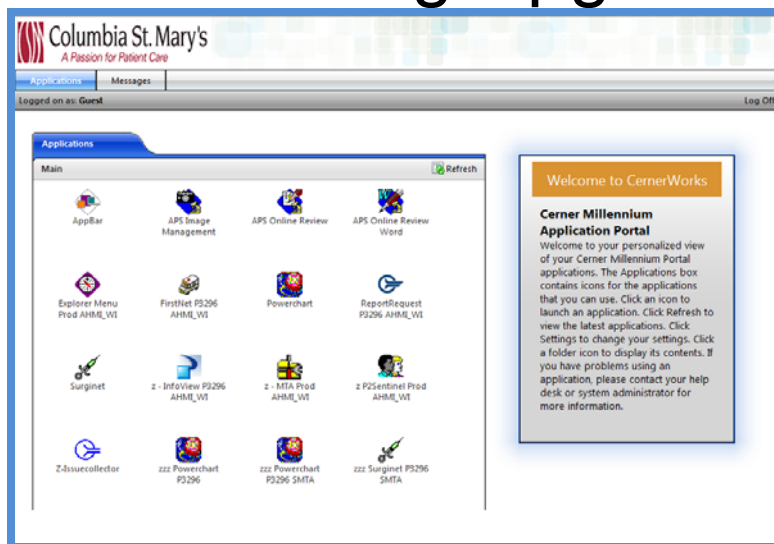 Columbia St. Mary's
A Passion for Patient Care
Applications Messages
Logged on as: Guest Log Off
Applications
Main Refresh
AppBar
APS Image
Management
APS Online Review
APS Online Review
Word
Explorer Menu
Prod AHMI_WI
FirstNet P3296
AHMI_WI
Powerchart
ReportRequest
P3296 AHMI_WI
Surginet
z - InfoView P3296
AHMI_WI
z - MTA Prod
AHMI_WI
z P2Sentinel Prod
AHMI_WI
Z-Issuecollector
zzz Powerchart
P3296
zzz Powerchart
P3296 SMTA
zzz Surginet P3296
SMTA
Welcome to CernerWorks
Cerner Millennium
Application Portal
Welcome to your personalized view
of your Cerner Millennium Portal
applications. The Applications box
contains icons for the applications
that you can use. Click an icon to
launch an application. Click Refresh to
view the latest applications. Click
Settings to change your settings. Click
a folder icon to display its contents. If
you have problems using an
application, please contact your help
desk or system administrator for
more information.